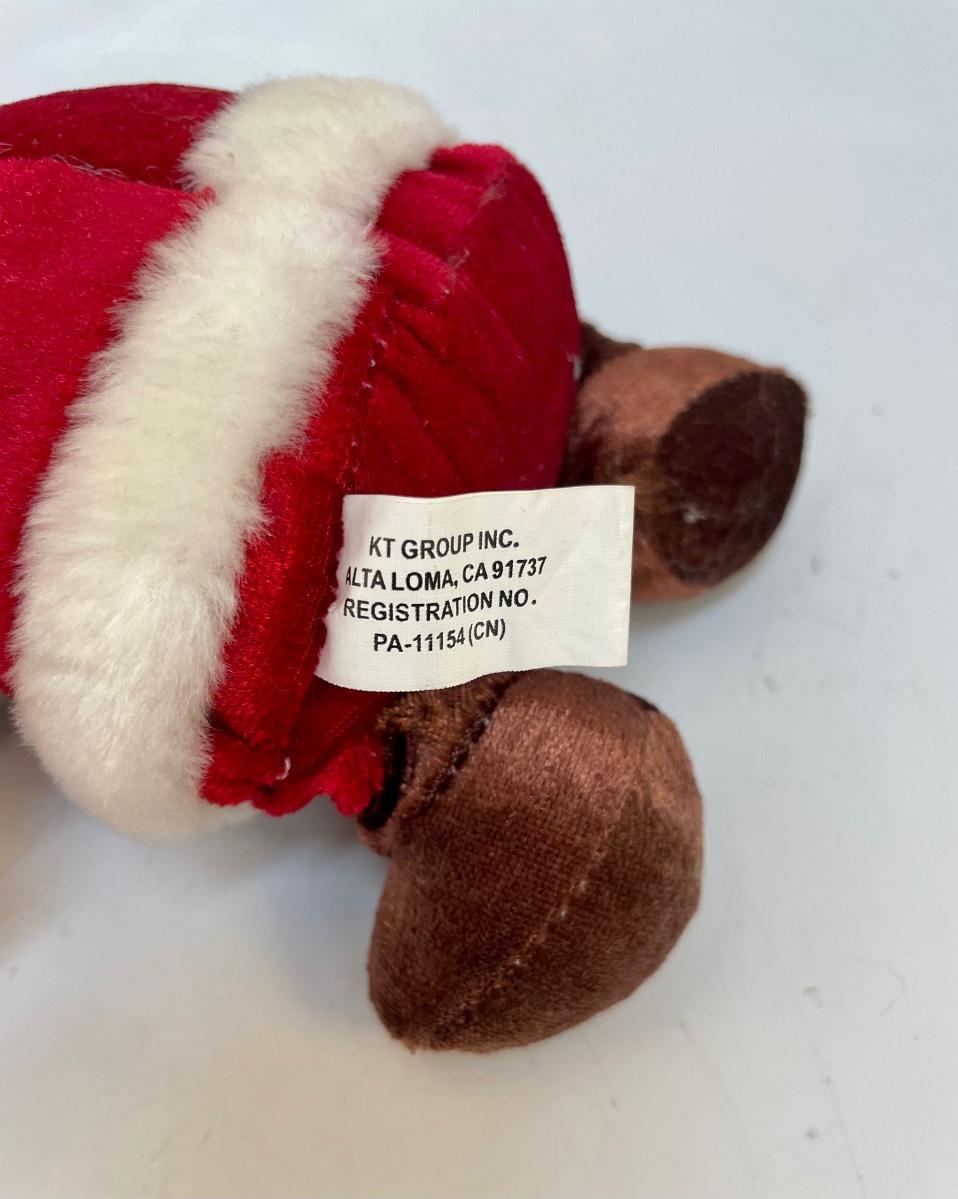 KT GROUP INC.
ALTA LOMA, CA 91737
REGISTRATION NO.
PA-11154 (CN)